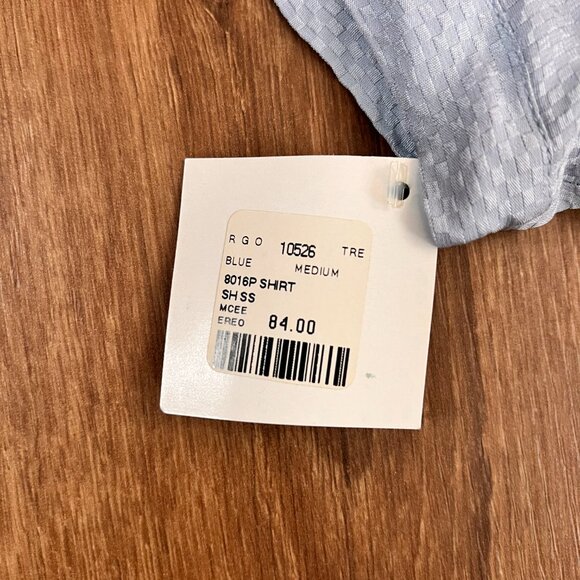 RGO 10526 TRE
BLUE MEDIUM
8016P SHIRT
SH SS
MCEE
EREO 84.00